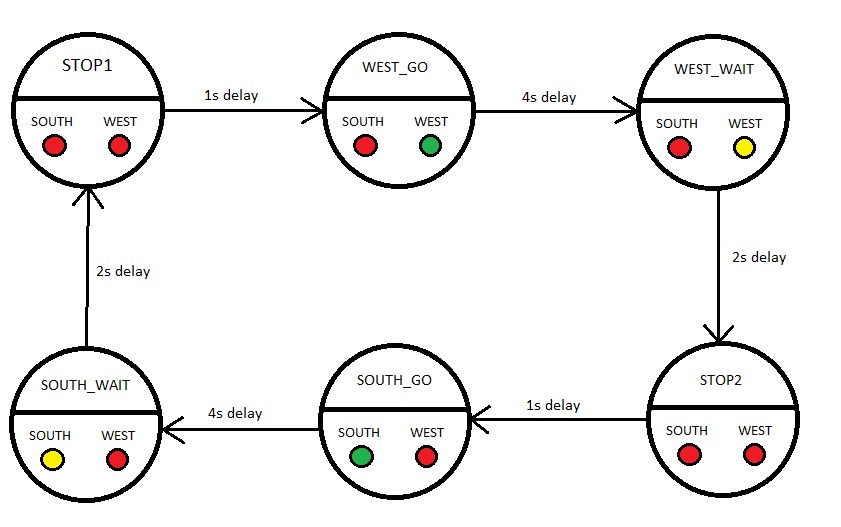 STOP1
SOUTH WEST
1s delay
WEST_GO
SOUTH WEST
4s delay
WEST_WAIT
SOUTH WEST
2s delay
STOP2
SOUTH WEST
1s delay
SOUTH_GO
SOUTH WEST
4s delay
SOUTH_WAIT
SOUTH WEST
2s delay